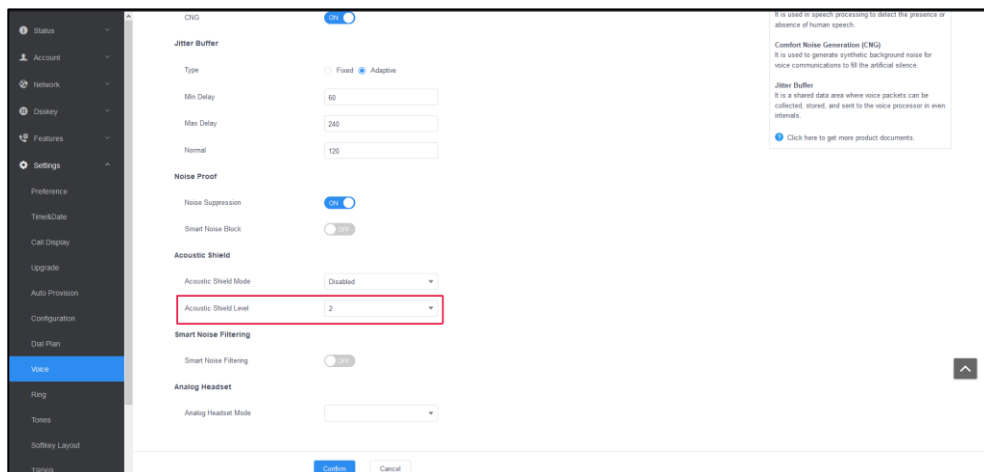 Status
Account
Network
Dsskey
Features
Settings
Preference
Time&Date
Call Display
Upgrade
Auto Provision
Configuration
Dial Plan
Voice
Ring
Tones
Softkey Layout
TR069
CNG
ON
Jitter Buffer
Type
Fixed
Adaptive
Min Delay
60
Max Delay
240
Normal
120
Noise Proof
Noise Suppression
ON
Smart Noise Block
OFF
Acoustic Shield
Acoustic Shield Mode
Disabled
Acoustic Shield Level
2
Smart Noise Filtering
Smart Noise Filtering
OFF
Analog Headset
Analog Headset Mode
Confirm
Cancel
It is used in speech processing to detect the presence or
absence of human speech.
Comfort Noise Generation (CNG)
It is used to generate synthetic background noise for
voice communications to fill the artificial silence.
Jitter Buffer
It is a shared data area where voice packets can be
collected, stored, and sent to the voice processor in even
intervals.
Click here to get more product documents.